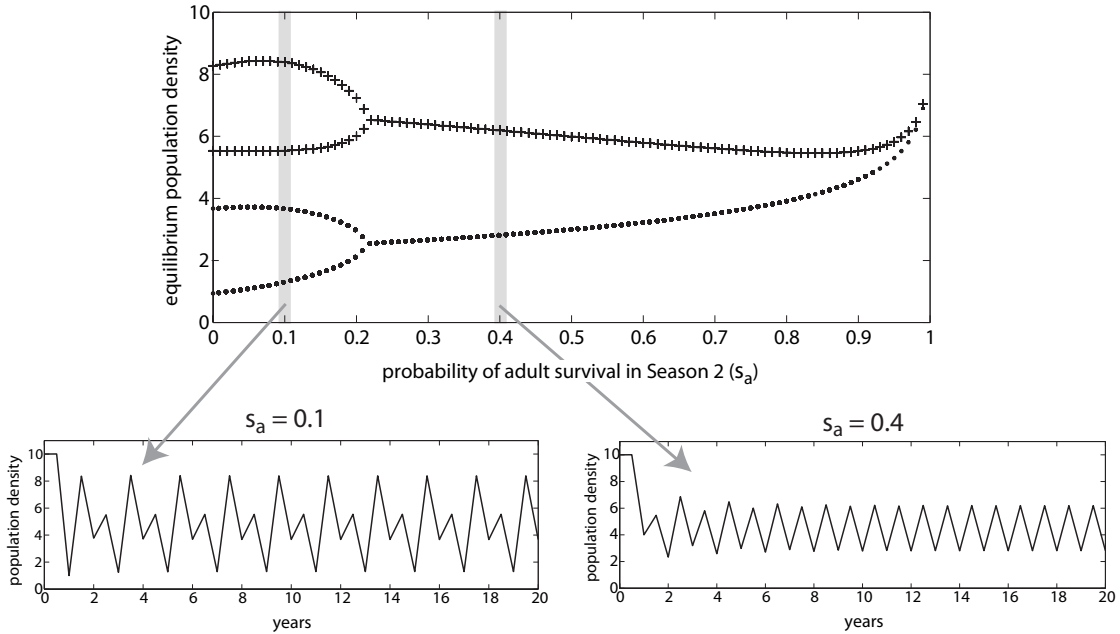 10
8
6
4
2
0
equilibrium population density
0 0.1 0.2 0.3 0.4 0.5 0.6 0.7 0.8 0.9 1
probability of adult survival in Season 2 (sa)
sa = 0.1
10
8
6
4
2
0
population density
0 2 4 6 8 10 12 14 16 18 20
years
sa = 0.4
10
8
6
4
2
0
population density
0 2 4 6 8 10 12 14 16 18 20
years